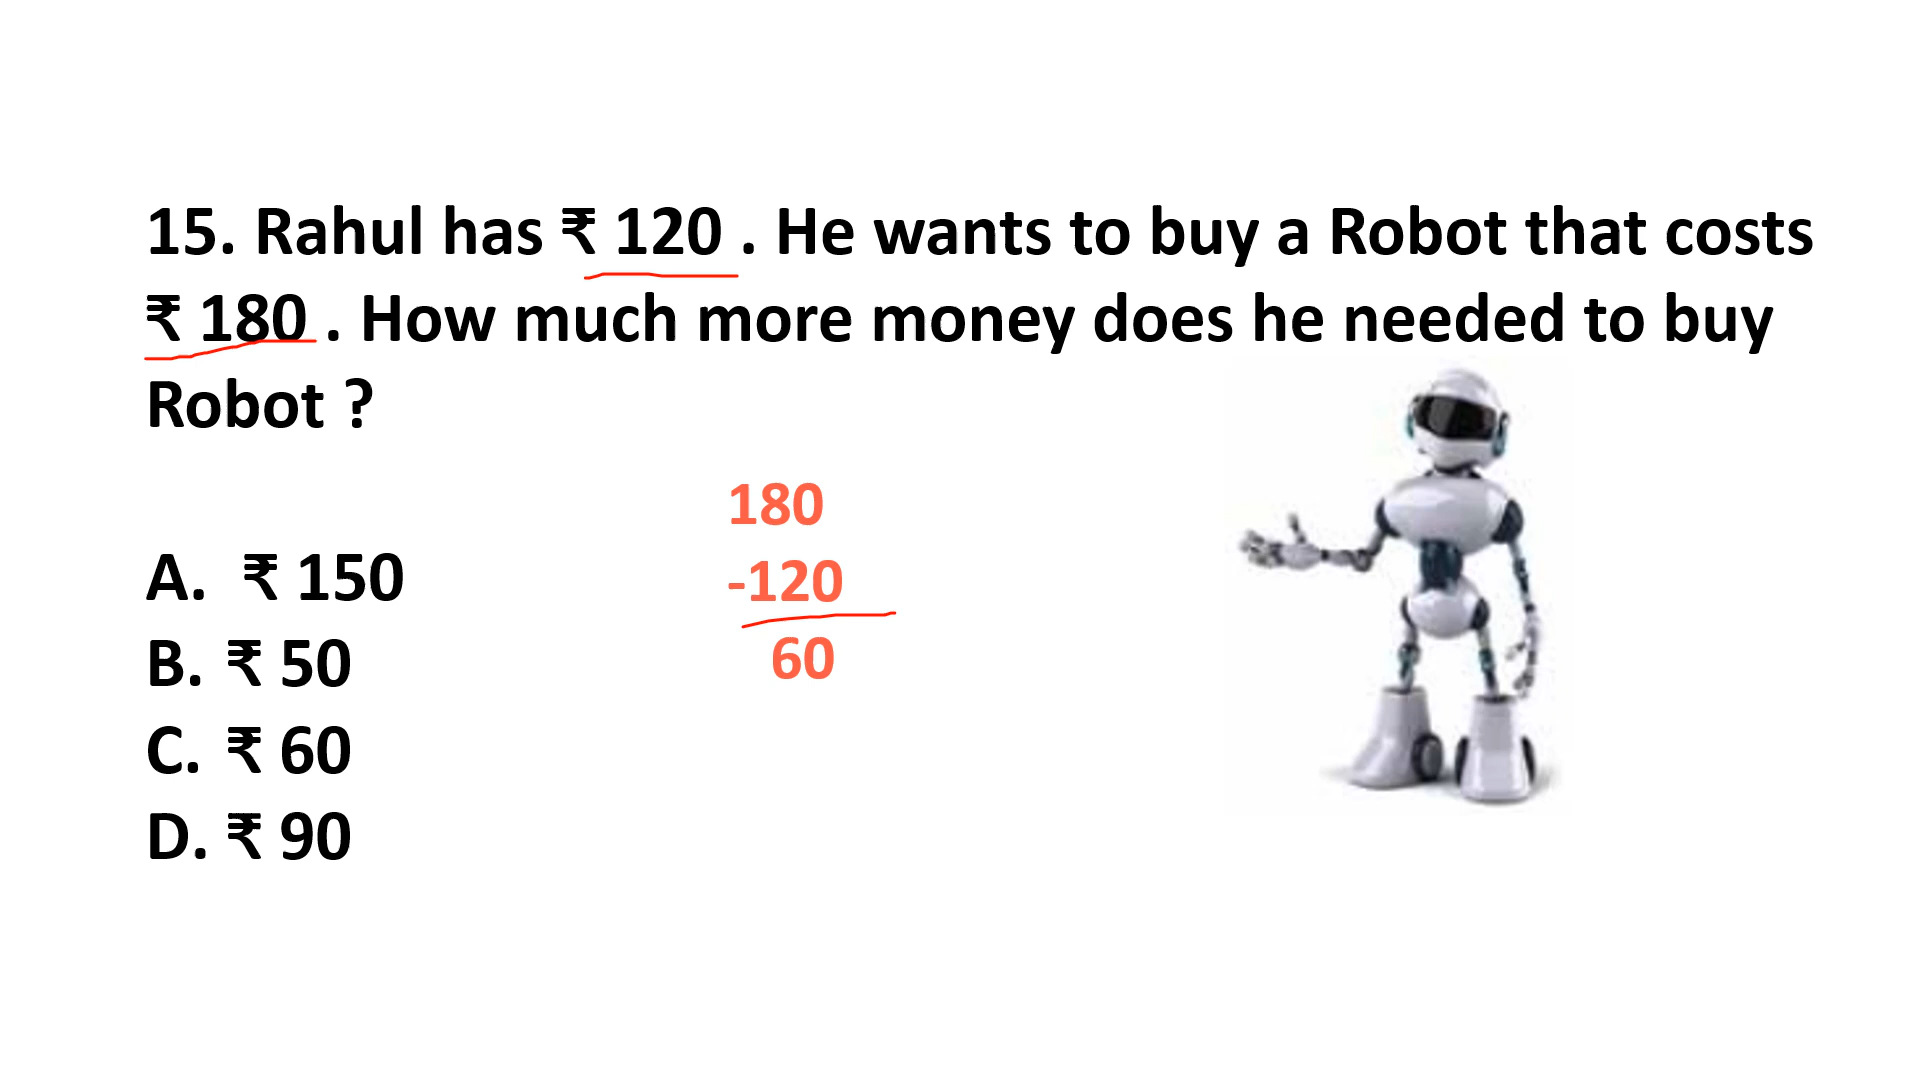 15. Rahul has ₹ 120 . He wants to buy a Robot that costs
₹ 180 . How much more money does he needed to buy
Robot ?
A. ₹ 150
B. ₹ 50
C. ₹ 60
D. ₹ 90
180
-120
60